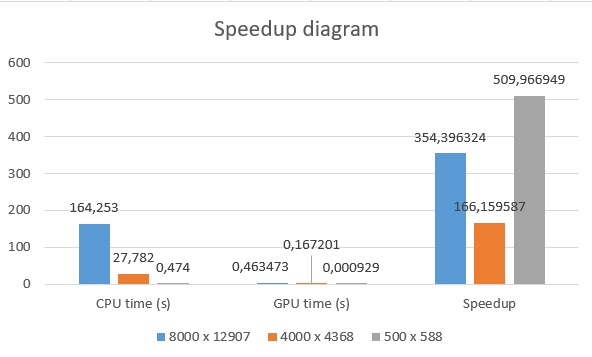 Speedup diagram
600
500
400
300
200
100
0
164,253
27,782
0,474
0,463473
0,167201
0,000929
354,396324
166,159587
509,966949
CPU time (s)
GPU time (s)
Speedup
8000 x 12907
4000 x 4368
500 x 588